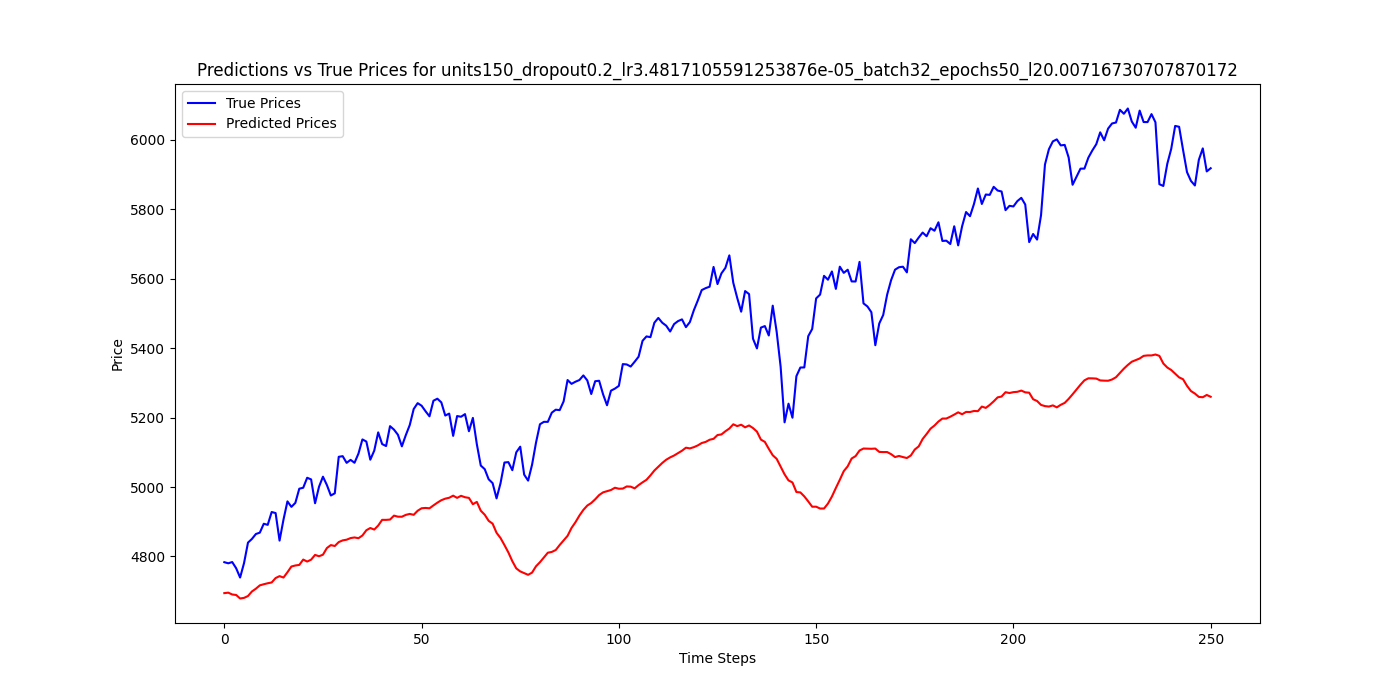 Predictions vs True Prices for units150_dropout0.2_lr3.4817105591253876e-05_batch32_epochs50_l20.00716730707870172
True Prices
Predicted Prices
Price
6000
5800
5600
5400
5200
5000
4800
0
50
100
150
200
250
Time Steps